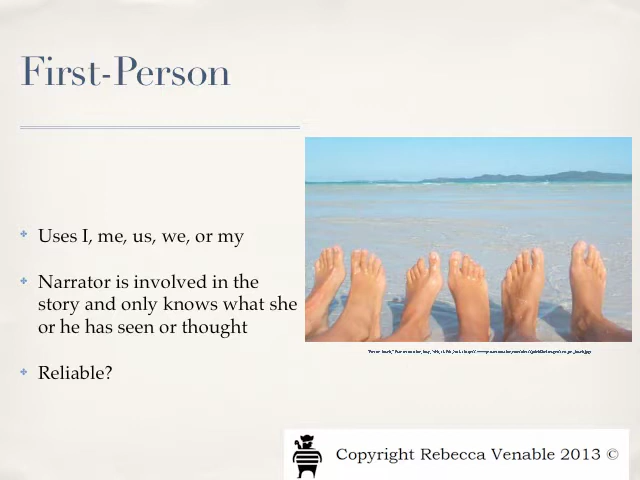 First-Person
Uses I, me, us, we, or my
Narrator is involved in the
story and only knows what she
or he has seen or thought
Reliable?
Copyright Rebecca Venable 2013 ©